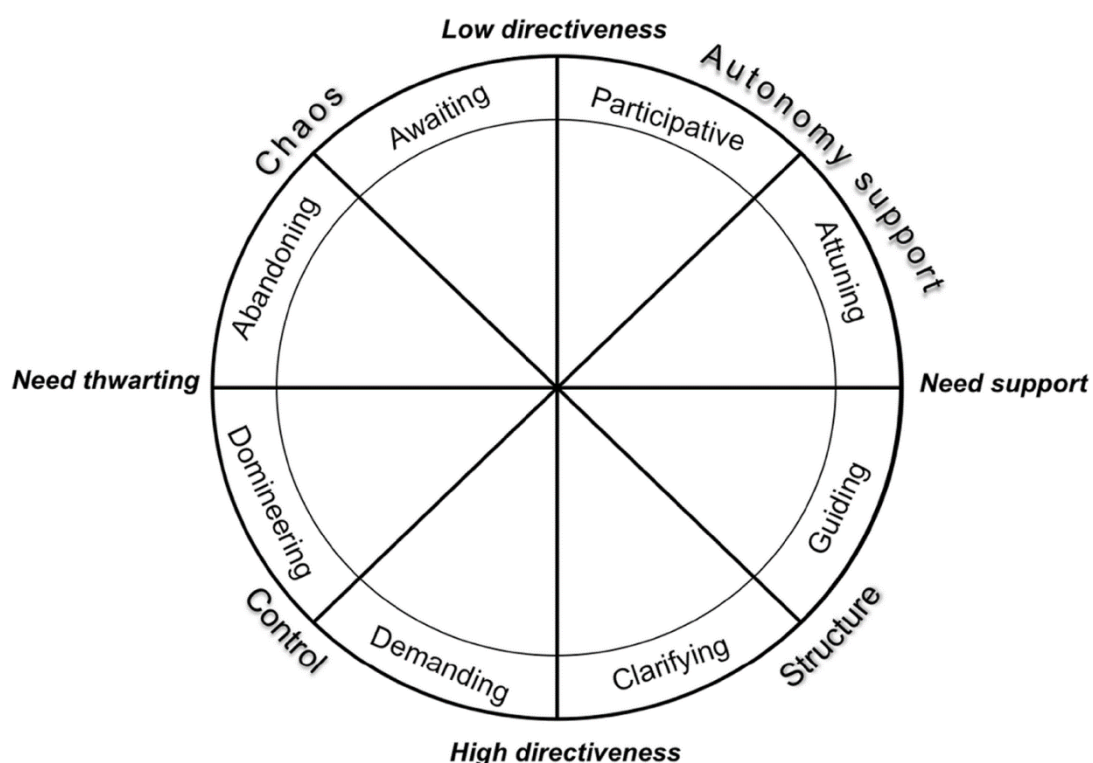 Low directiveness
Autonomy support
Chaos
Awaiting
Participative
Abandoning
Attuning
Need thwarting
Need support
Domineering
Guiding
Control
Structure
Demanding
Clarifying
High directiveness